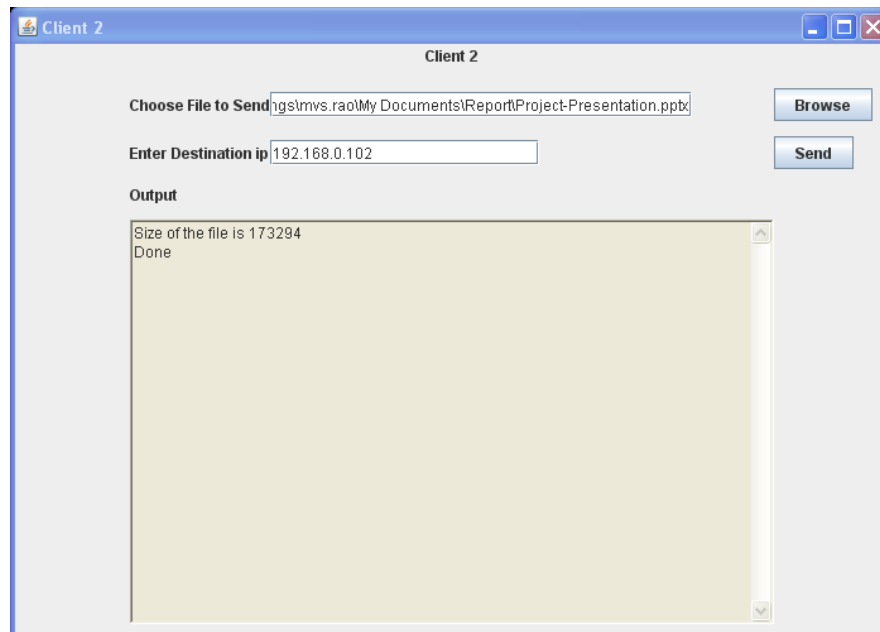 Client 2
Client 2
Choose File to Send ngs\mvs.rao\My Documents\Report\Project-Presentation.pptx Browse
Enter Destination ip 192.168.0.102 Send
Output
Size of the file is 173294
Done